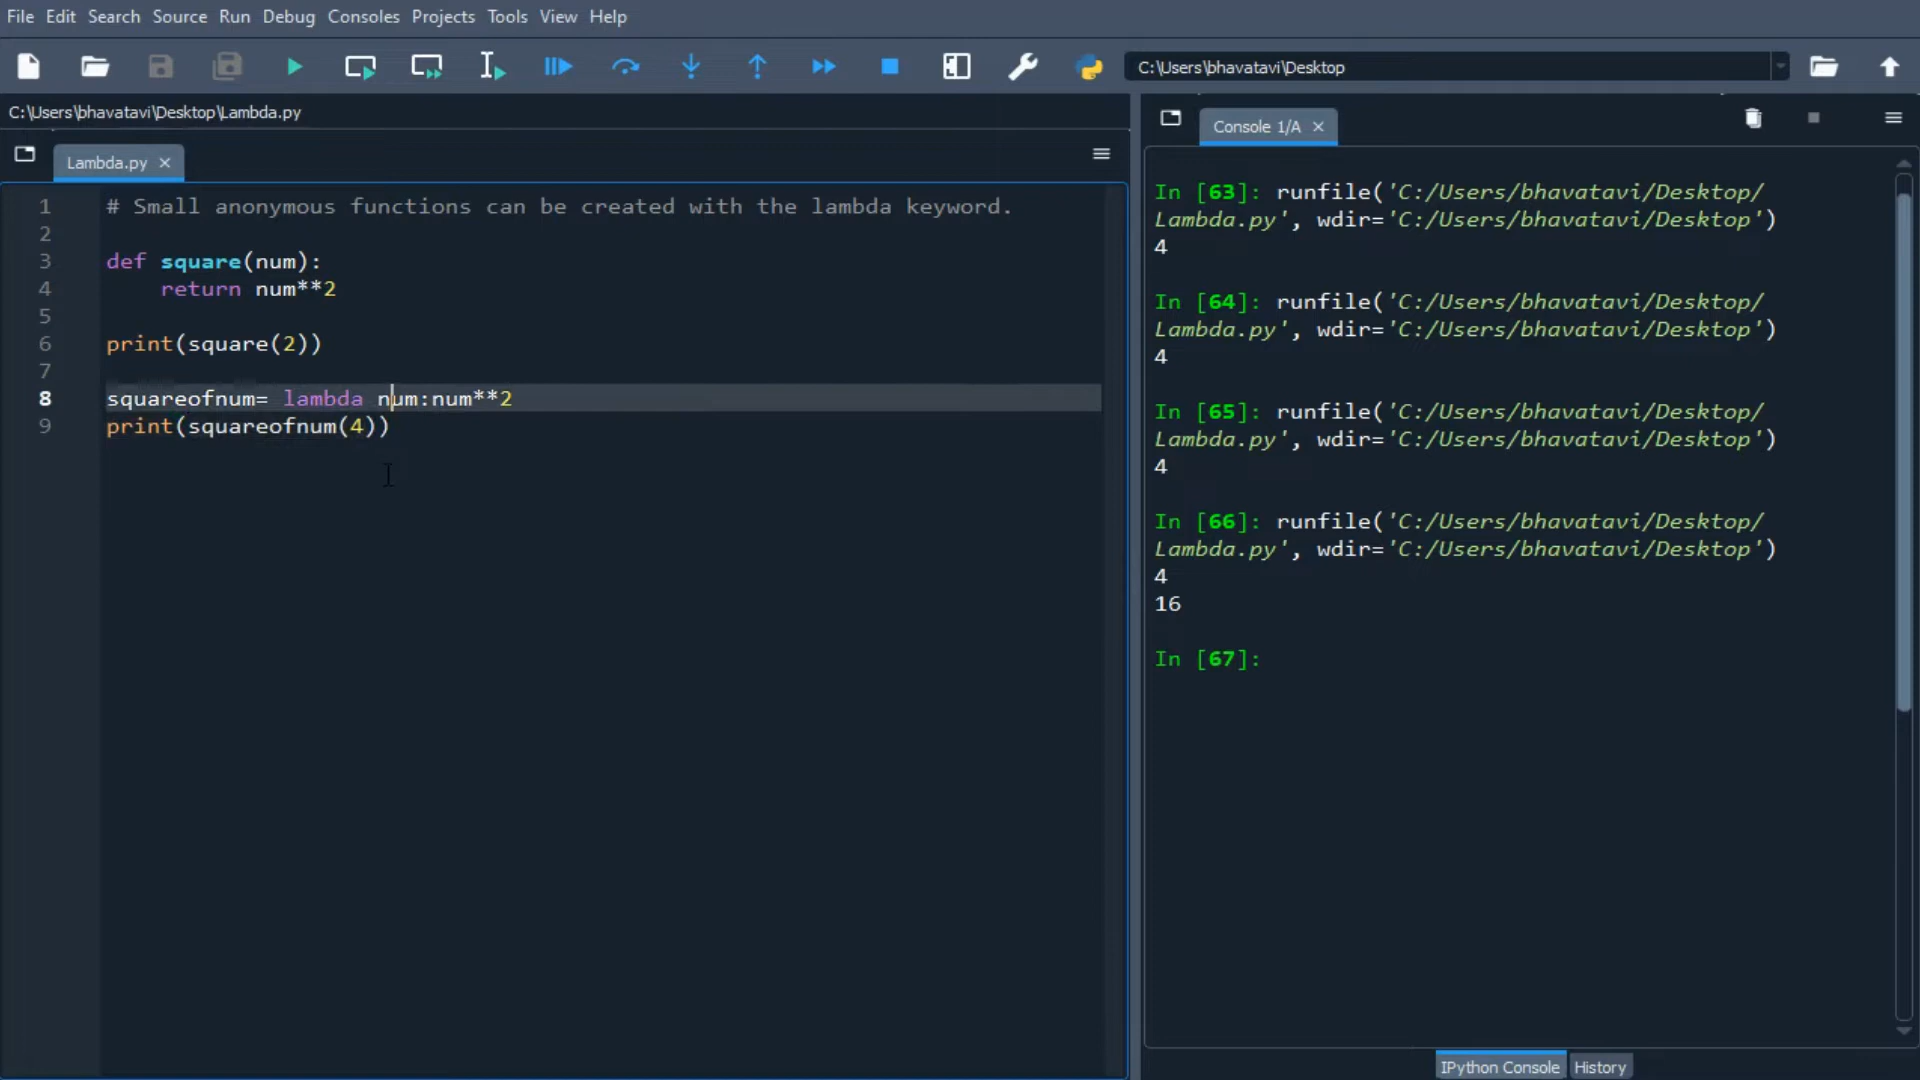 File Edit Search Source Run Debug Consoles Projects Tools View Help
C:\Users\bhavatavi\Desktop
C:\Users\bhavatavi\Desktop\Lambda.py
Lambda.py
1 # Small anonymous functions can be created with the lambda keyword.
2
3 def square(num):
4 return num**2
5
6 print(square(2))
7
8 squareofnum= lambda num:num**2
9 print(squareofnum(4))
Console 1/A
In [63]: runfile('C:/Users/bhavatavi/Desktop/
Lambda.py', wdir='C:/Users/bhavatavi/Desktop')
4
In [64]: runfile('C:/Users/bhavatavi/Desktop/
Lambda.py', wdir='C:/Users/bhavatavi/Desktop')
4
In [65]: runfile('C:/Users/bhavatavi/Desktop/
Lambda.py', wdir='C:/Users/bhavatavi/Desktop')
4
In [66]: runfile('C:/Users/bhavatavi/Desktop/
Lambda.py', wdir='C:/Users/bhavatavi/Desktop')
4
16
In [67]:
IPython Console History